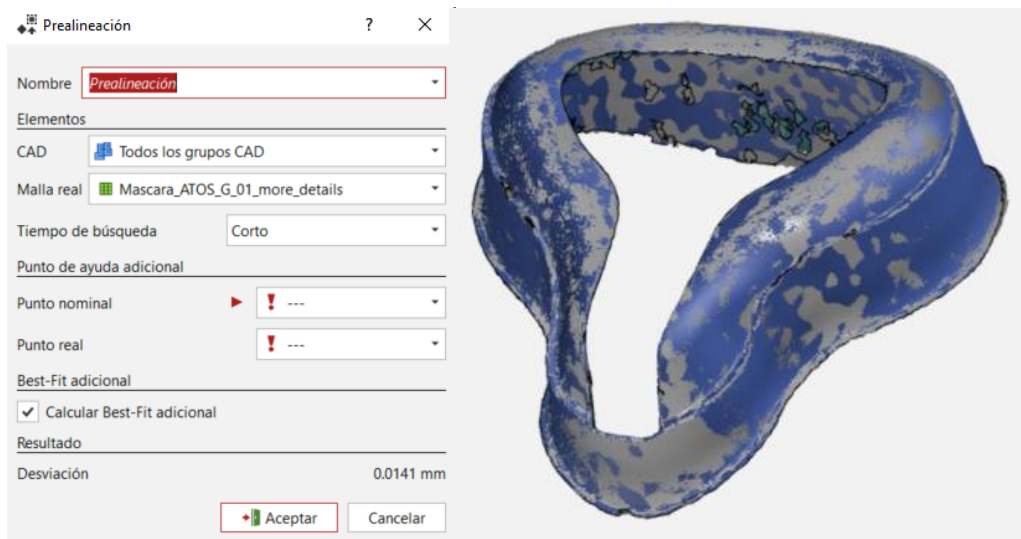 Prealineación ?
Nombre Prealineación
Elementos
CAD Todos los grupos CAD
Malla real Mascara_ATOS_G_01_more_details
Tiempo de búsqueda Corto
Punto de ayuda adicional
Punto nominal ---
Punto real ---
Best-Fit adicional
Calcular Best-Fit adicional
Resultado
Desviación 0.0141 mm
Aceptar Cancelar